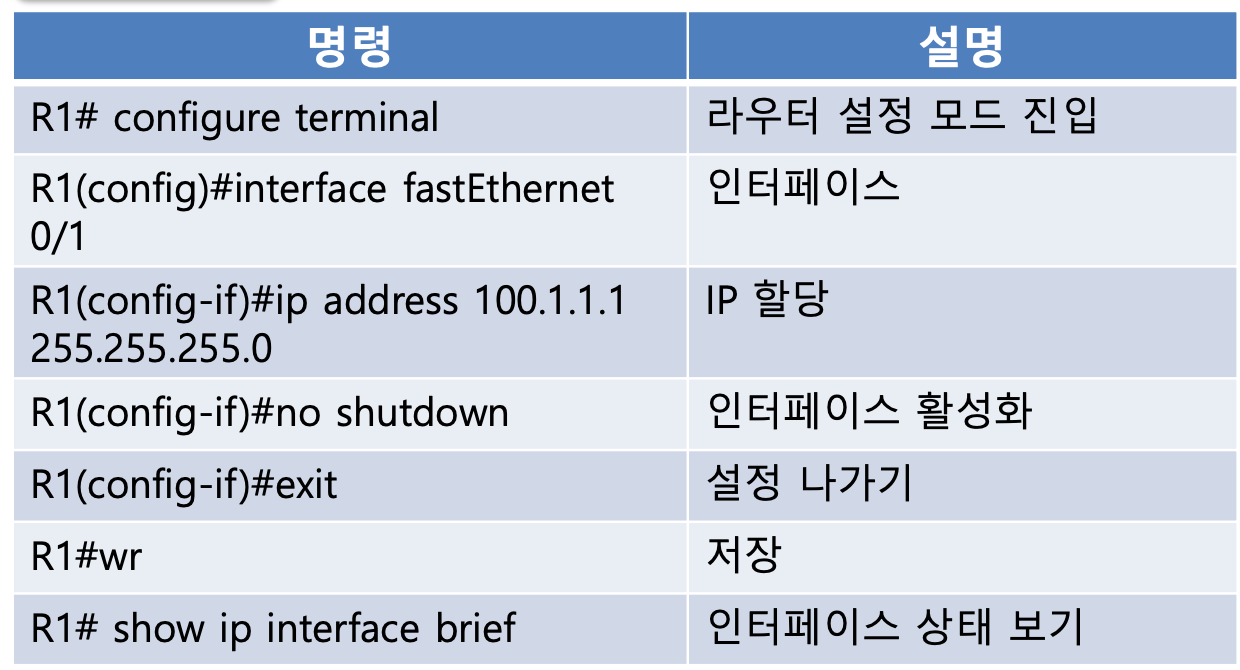 명령
설명
R1# configure terminal
라우터 설정 모드 진입
R1(config)#interface fastEthernet
0/1
인터페이스
R1(config-if)#ip address 100.1.1.1
255.255.255.0
IP 할당
R1(config-if)#no shutdown
인터페이스 활성화
R1(config-if)#exit
설정 나가기
R1#wr
저장
R1# show ip interface brief
인터페이스 상태 보기